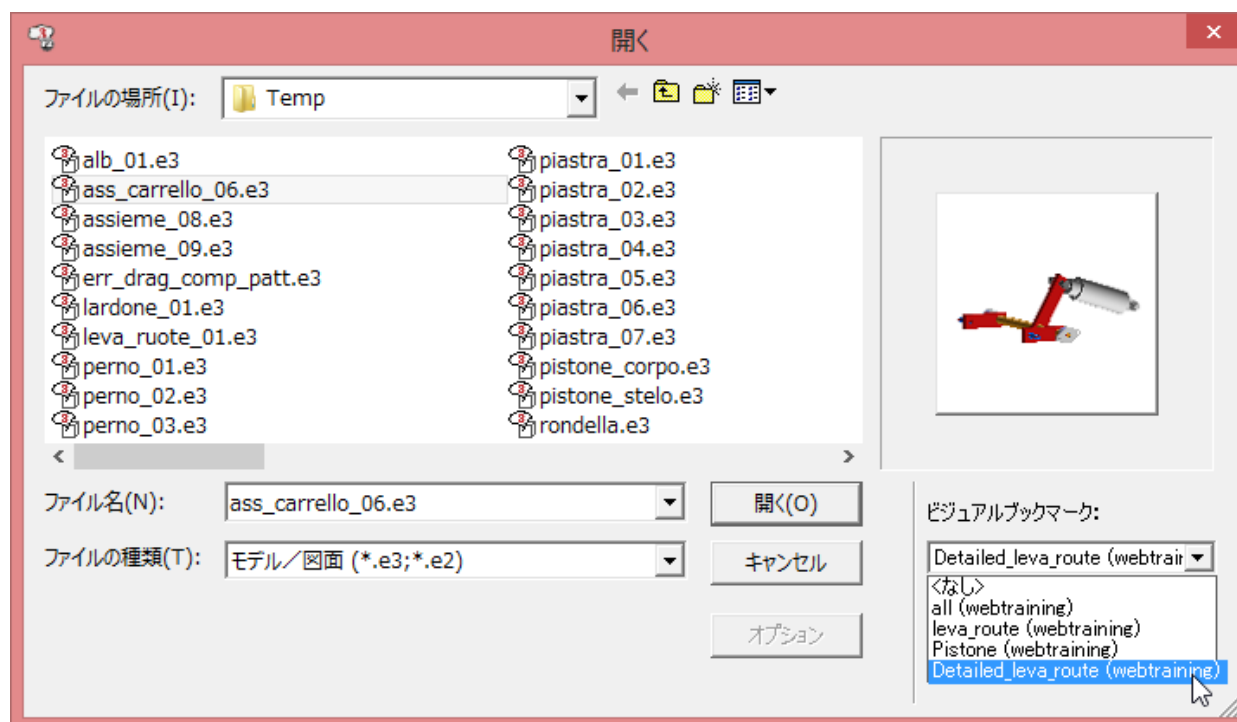 開く
ファイルの場所(I):
Temp
alb_01.e3
ass_carrello_06.e3
assieme_08.e3
assieme_09.e3
err_drag_comp_patt.e3
lardone_01.e3
leva_ruote_01.e3
perno_01.e3
perno_02.e3
perno_03.e3
piastra_01.e3
piastra_02.e3
piastra_03.e3
piastra_04.e3
piastra_05.e3
piastra_06.e3
piastra_07.e3
pistone_corpo.e3
pistone_stelo.e3
rondella.e3
ファイル名(N):
ass_carrello_06.e3
開く(O)
ファイルの種類(T):
モデル／図面 (*.e3;*.e2)
キャンセル
オプション
ビジュアルブックマーク:
Detailed_leva_route (webtrair
<なし>
all (webtraining)
leva_route (webtraining)
Pistone (webtraining)
Detailed_leva_route (webtraining)